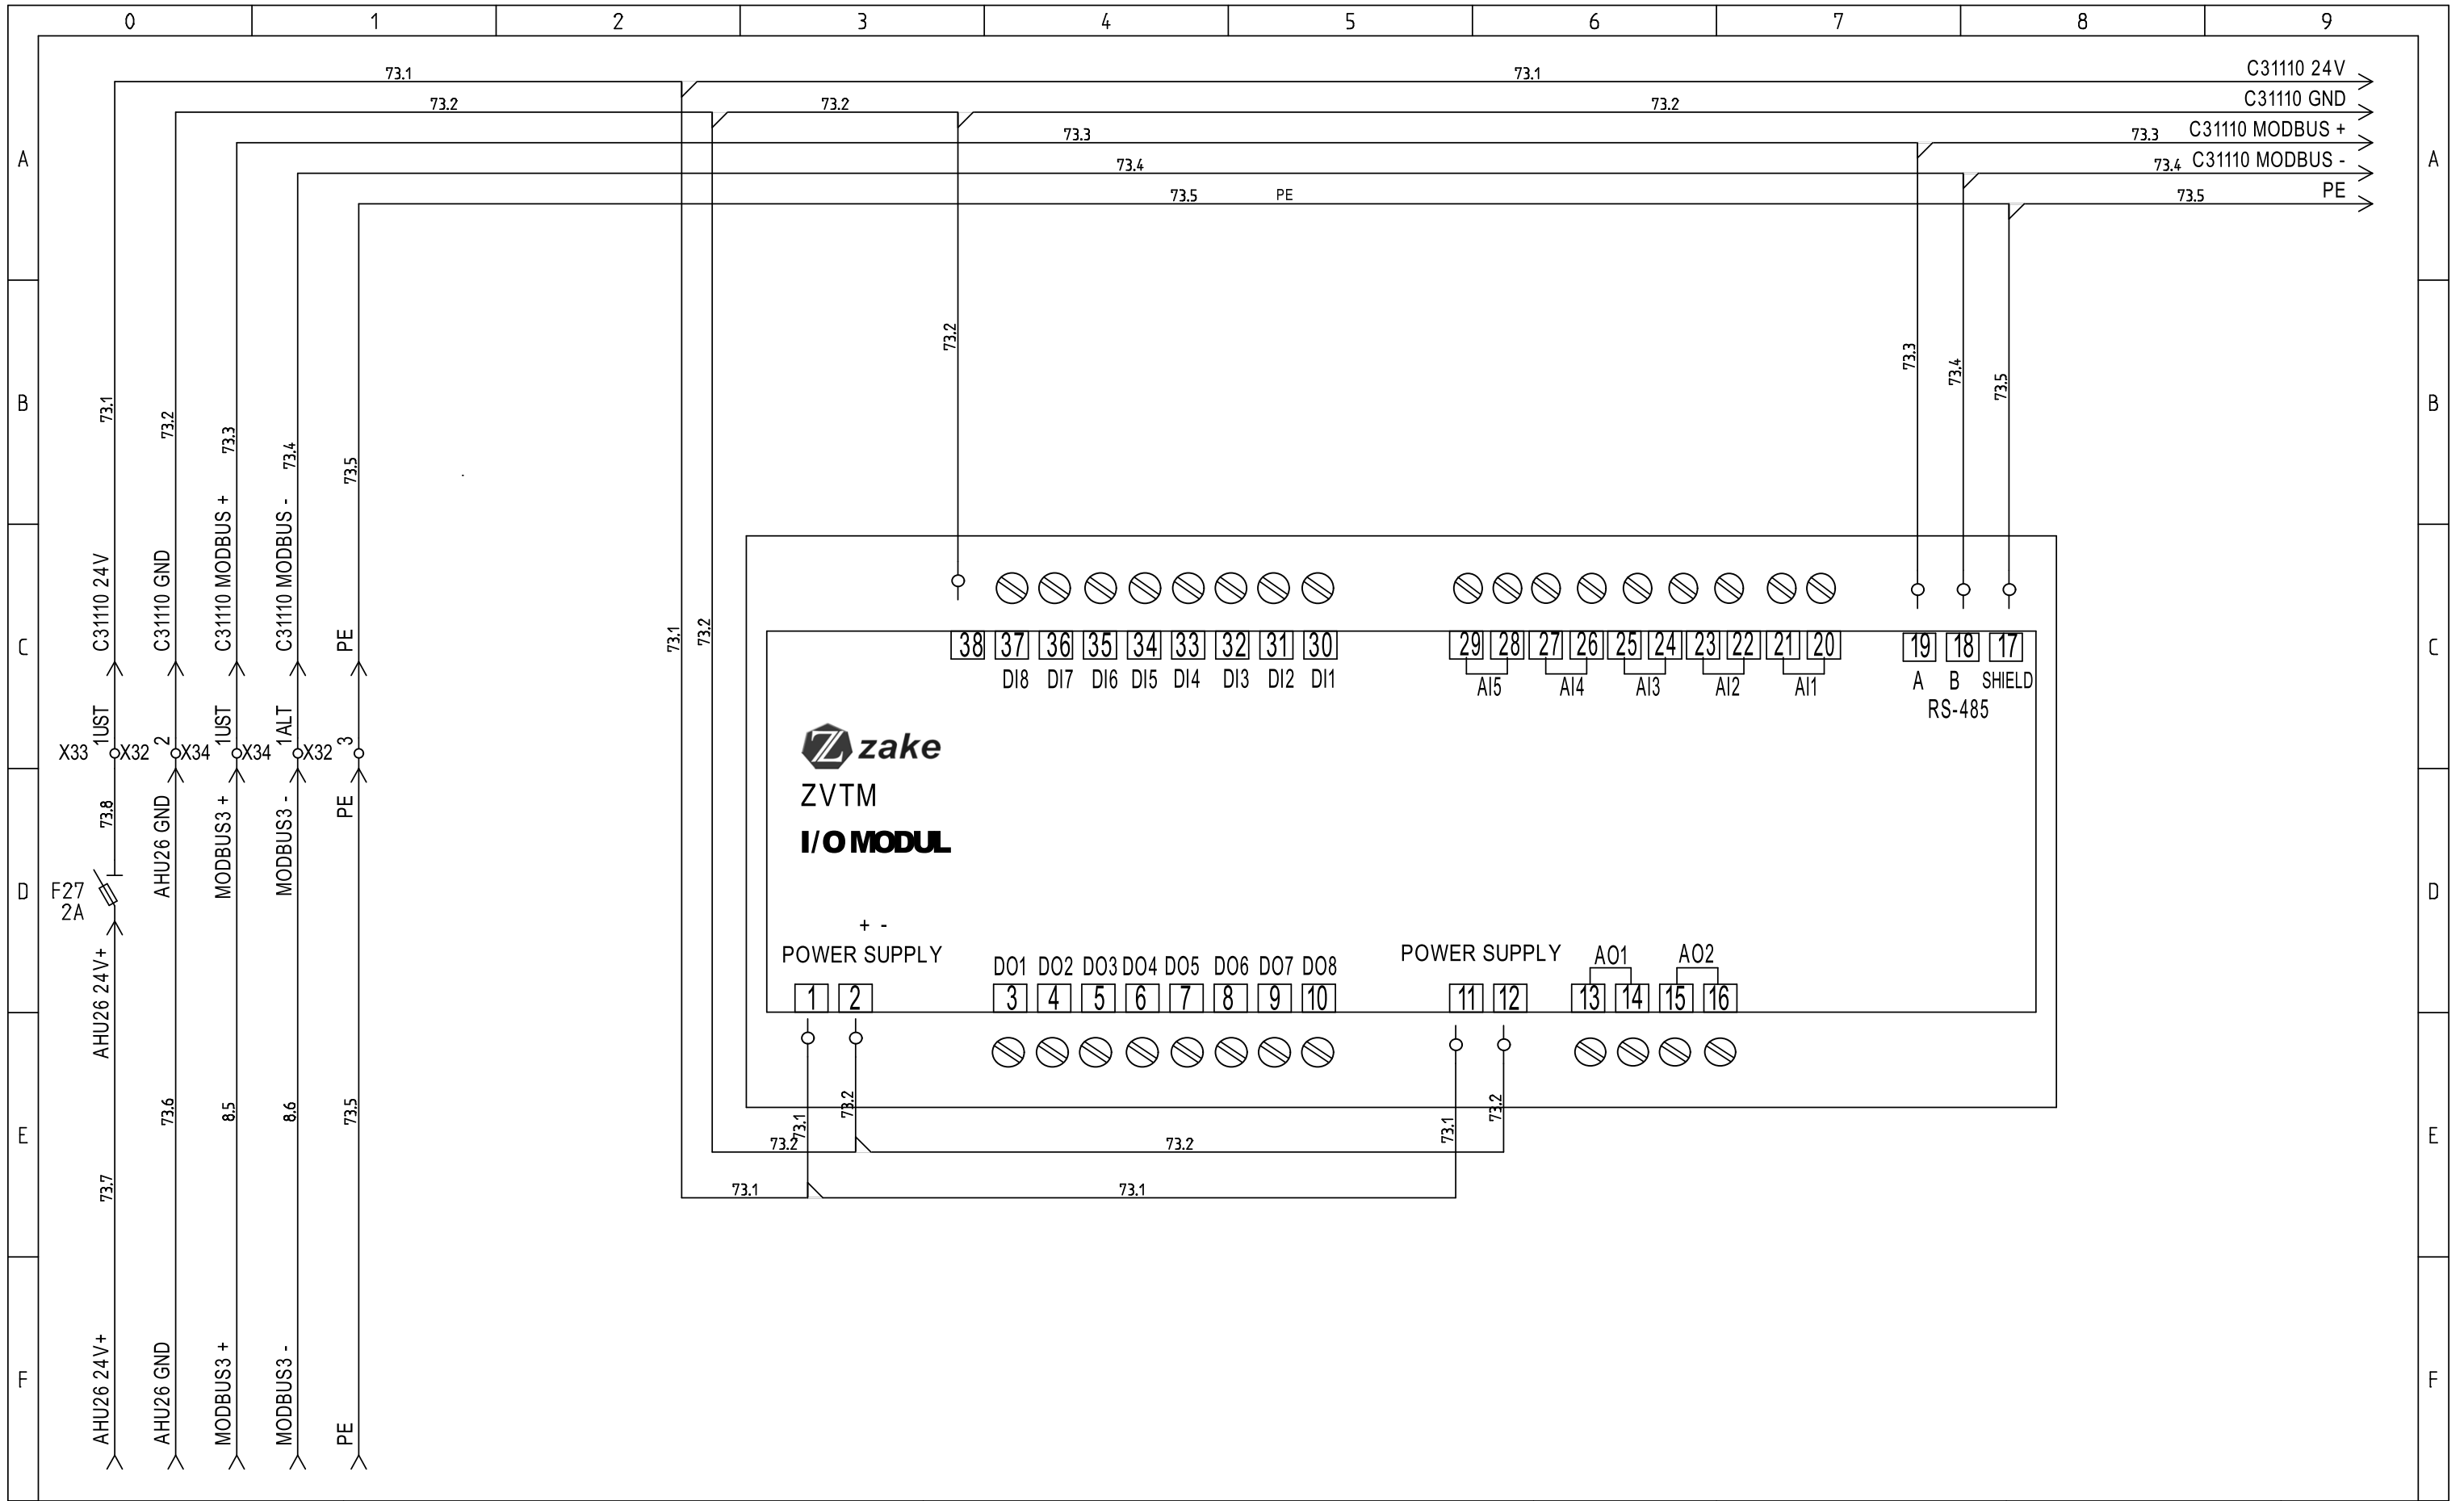 0 1 2 3 4 5 6 7 8 9
73.1 73.1 C31110 24V
73.2 73.2 73.2 C31110 GND
73.3 73.3 C31110 MODBUS +
73.4 73.4 C31110 MODBUS -
73.5 PE 73.5 PE
A A
B B
73.1 73.2 73.3 73.4 73.5
73.2 73.3 73.4 73.5
C31110 24V
C31110 GND
C31110 MODBUS +
C31110 MODBUS -
PE
C C
73.1 73.2
38 37 36 35 34 33 32 31 30 29 28 27 26 25 24 23 22 21 20 19 18 17
DI8 DI7 DI6 DI5 DI4 DI3 DI2 DI1 AI5 AI4 AI3 AI2 AI1 A B SHIELD
RS-485
1UST 2 1UST 1ALT 3
X33 X32 X34 X34 X32
Z zake
ZVTM
I/O MODUL
73.8
AHU26 GND
MODBUS3 +
MODBUS3 -
PE
D D
F27
2A
AHU26 24V+
+ -
POWER SUPPLY POWER SUPPLY
DO1 DO2 DO3 DO4 DO5 DO6 DO7 DO8 AO1 AO2
1 2 3 4 5 6 7 8 9 10 11 12 13 14 15 16
73.7 73.6 8.5 8.6 73.5
73.1 73.2 73.1 73.2
E E
73.2 73.2
73.1 73.1
F F
AHU26 24V+
AHU26 GND
MODBUS3 +
MODBUS3 -
PE